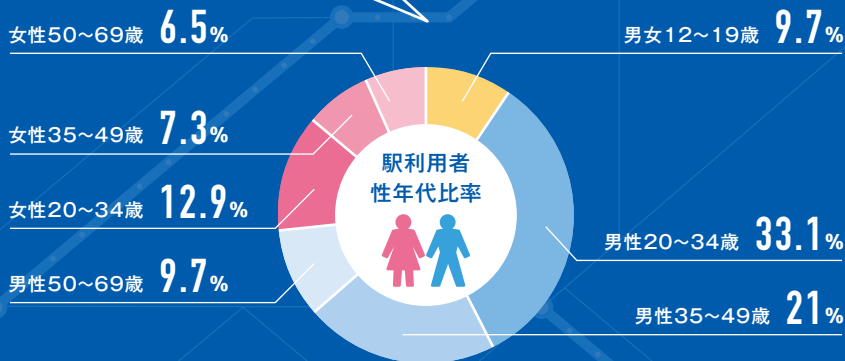 女性50〜69歳 6.5%
男女12〜19歳 9.7%
女性35〜49歳 7.3%
女性20〜34歳 12.9%
男性50〜69歳 9.7%
駅利用者
性年代比率
男性20〜34歳 33.1%
男性35〜49歳 21%